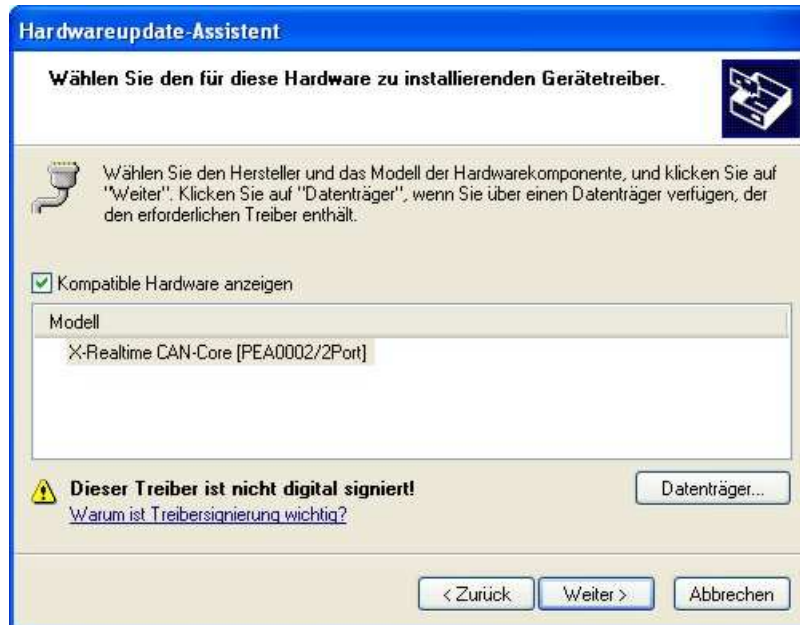 Hardwareupdate-Assistent
Wählen Sie den für diese Hardware zu installierenden Gerätetreiber.
Wählen Sie den Hersteller und das Modell der Hardwarekomponente, und klicken Sie auf
"Weiter". Klicken Sie auf "Datenträger", wenn Sie über einen Datenträger verfügen, der
den erforderlichen Treiber enthält.
Kompatible Hardware anzeigen
Modell
X-Realtime CAN-Core [PEA0002/2Port]
Dieser Treiber ist nicht digital signiert!
Datenträger...
Warum ist Treibersignierung wichtig?
< Zurück
Weiter >
Abbrechen